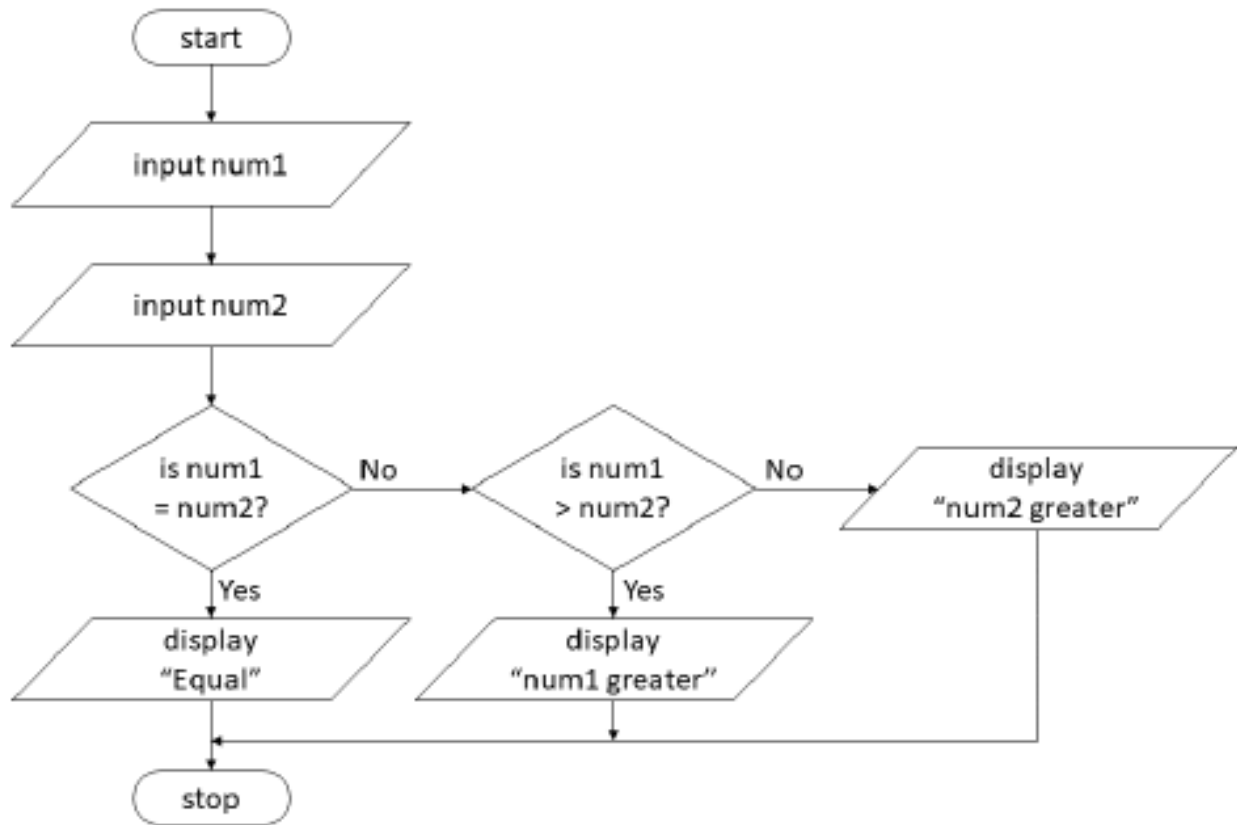 start
input num1
input num2
is num1
= num2?
No
is num1
> num2?
No
display
“num2 greater”
Yes
display
“Equal”
Yes
display
“num1 greater”
stop